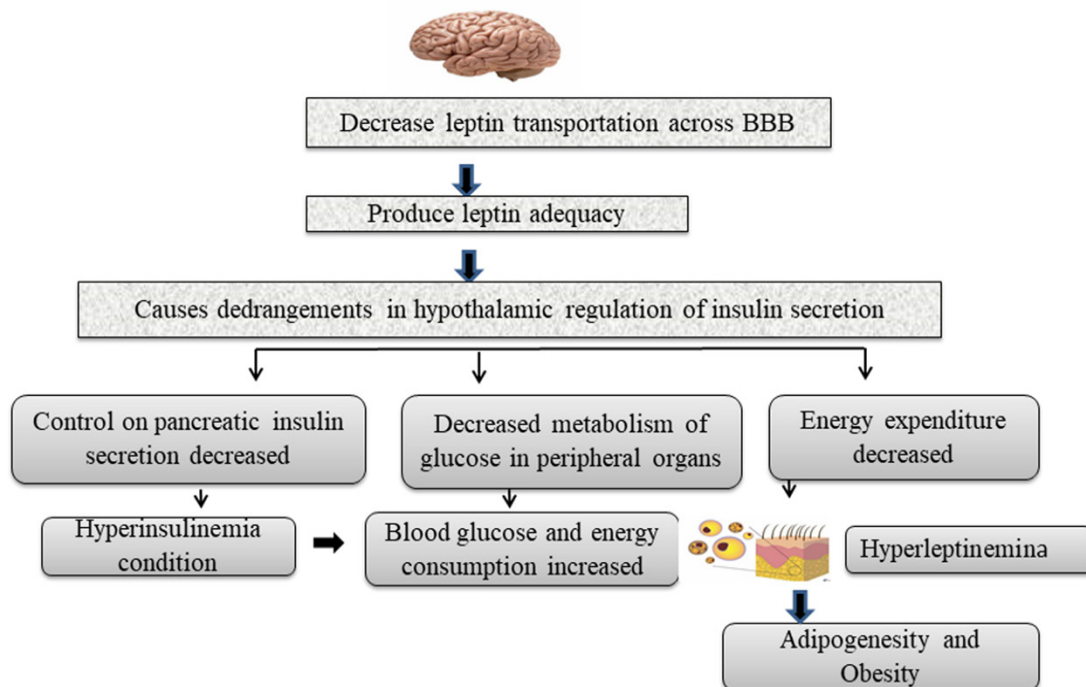 Decrease leptin transportation across BBB
Produce leptin adequacy
Causes dedrangements in hypothalamic regulation of insulin secretion
Control on pancreatic insulin
secretion decreased
Decreased metabolism of
glucose in peripheral organs
Energy expenditure
decreased
Hyperinsulinemia
condition
Blood glucose and energy
consumption increased
Hyperleptinemina
Adipogenesity and
Obesity